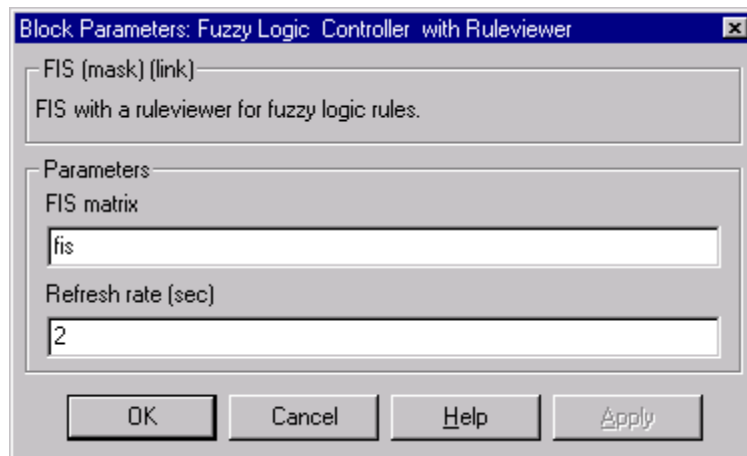 Block Parameters: Fuzzy Logic  Controller  with Ruleviewer
FIS (mask) (link)
FIS with a ruleviewer for fuzzy logic rules.
Parameters
FIS matrix
fis
Refresh rate (sec)
2
OK Cancel Help Apply